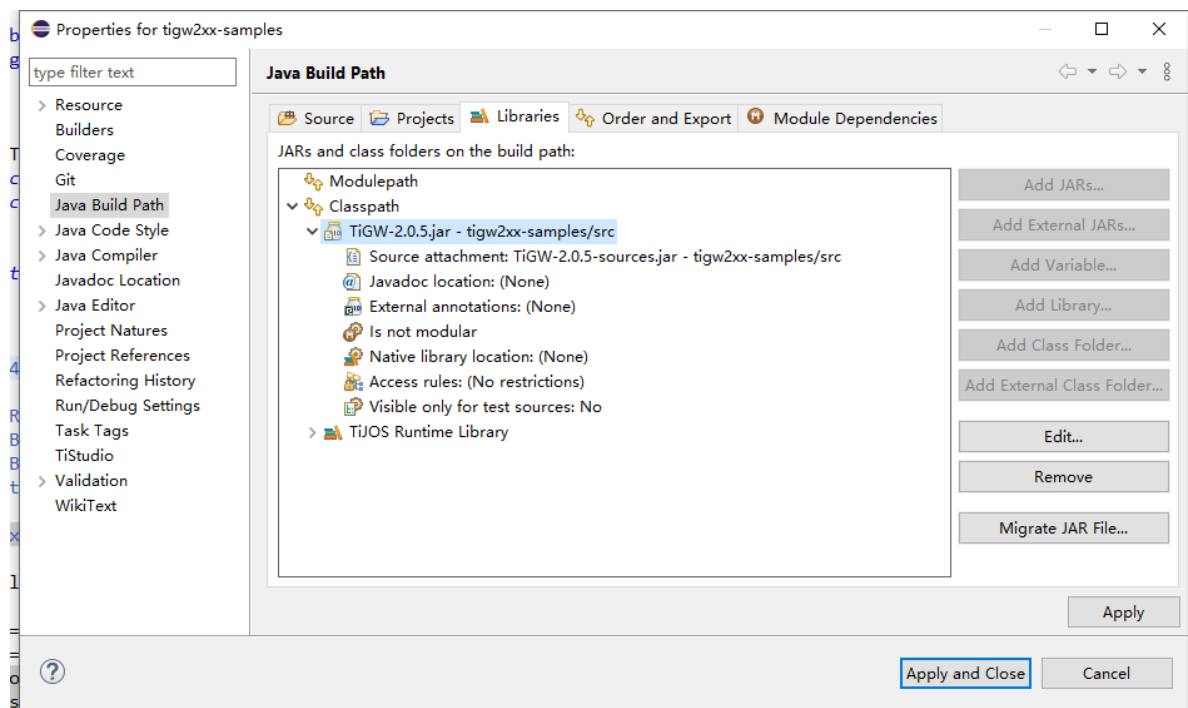 Properties for tigw2xx-samples
type filter text
Resource
Builders
Coverage
Git
Java Build Path
Java Code Style
Java Compiler
Javadoc Location
Java Editor
Project Natures
Project References
Refactoring History
Run/Debug Settings
Task Tags
TiStudio
Validation
WikiText
Java Build Path
Source
Projects
Libraries
Order and Export
Module Dependencies
JARs and class folders on the build path:
Modulepath
Classpath
TiGW-2.0.5.jar - tigw2xx-samples/src
Source attachment: TiGW-2.0.5-sources.jar - tigw2xx-samples/src
Javadoc location: (None)
External annotations: (None)
Is not modular
Native library location: (None)
Access rules: (No restrictions)
Visible only for test sources: No
TiJOS Runtime Library
Add JARs...
Add External JARs...
Add Variable...
Add Library...
Add Class Folder...
Add External Class Folder...
Edit...
Remove
Migrate JAR File...
Apply
Apply and Close
Cancel